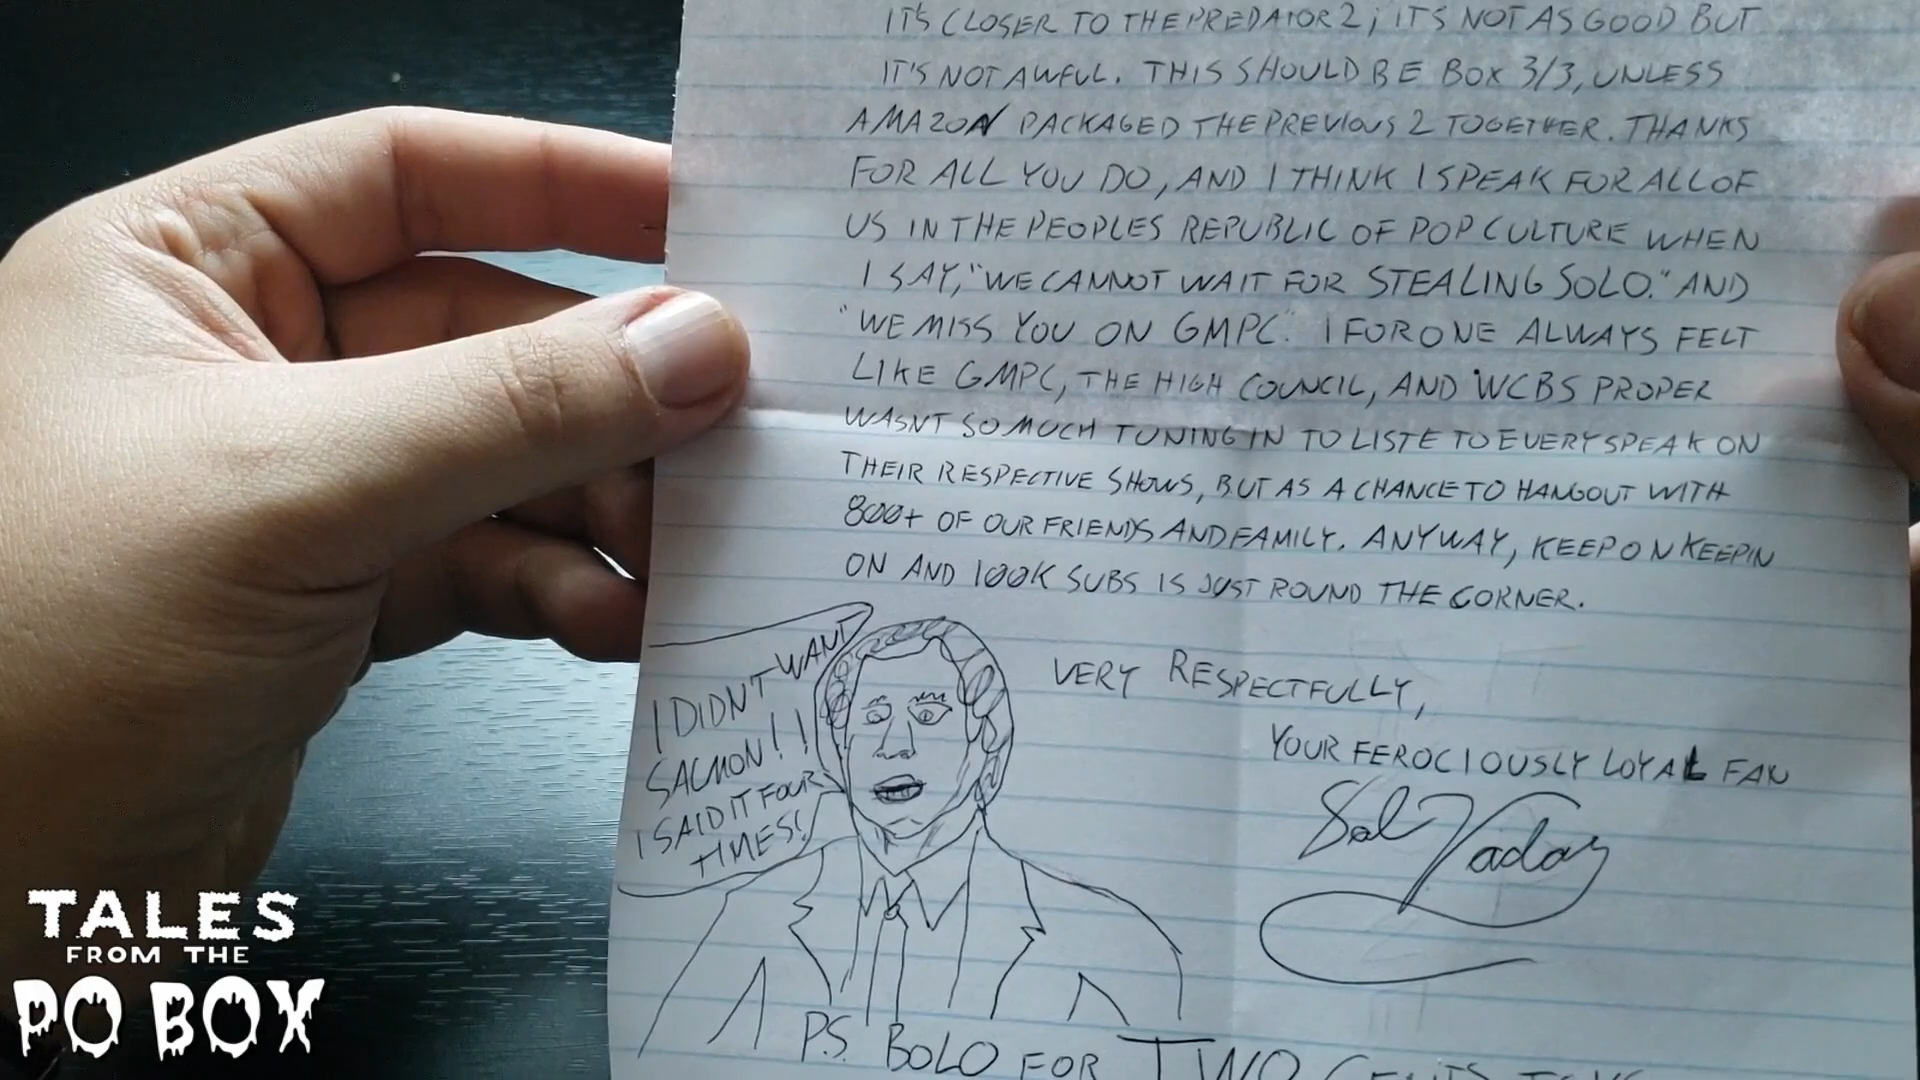 IT'S CLOSER TO THE PREDATOR 2; IT'S NOT AS GOOD BUT
IT'S NOT AWFUL. THIS SHOULD BE BOX 3/3, UNLESS
AMAZON PACKAGED THE PREVIOUS 2 TOGETHER. THANKS
FOR ALL YOU DO, AND I THINK I SPEAK FOR ALL OF
US IN THE PEOPLES REPUBLIC OF POP CULTURE WHEN
I SAY, "WE CANNOT WAIT FOR STEALING SOLO." AND
"WE MISS YOU ON GMPC". I FOR ONE ALWAYS FELT
LIKE GMPC, THE HIGH COUNCIL, AND WCBS PROPER
WASNT SO MUCH TUNING IN TO LISTE TO EVERY SPEAK ON
THEIR RESPECTIVE SHOWS, BUT AS A CHANCE TO HANGOUT WITH
800+ OF OUR FRIENDS AND FAMILY. ANYWAY, KEEP ON KEEPIN
ON AND 100K SUBS IS JUST ROUND THE CORNER.
I DIDN'T WANT
SALMON!!
I SAID IT FOUR
TIMES!
VERY RESPECTFULLY,
YOUR FEROCIOUSLY LOYAL FAN
Sal
P.S. BOLO FOR TWO CENTS
TALES
FROM THE
PO BOX